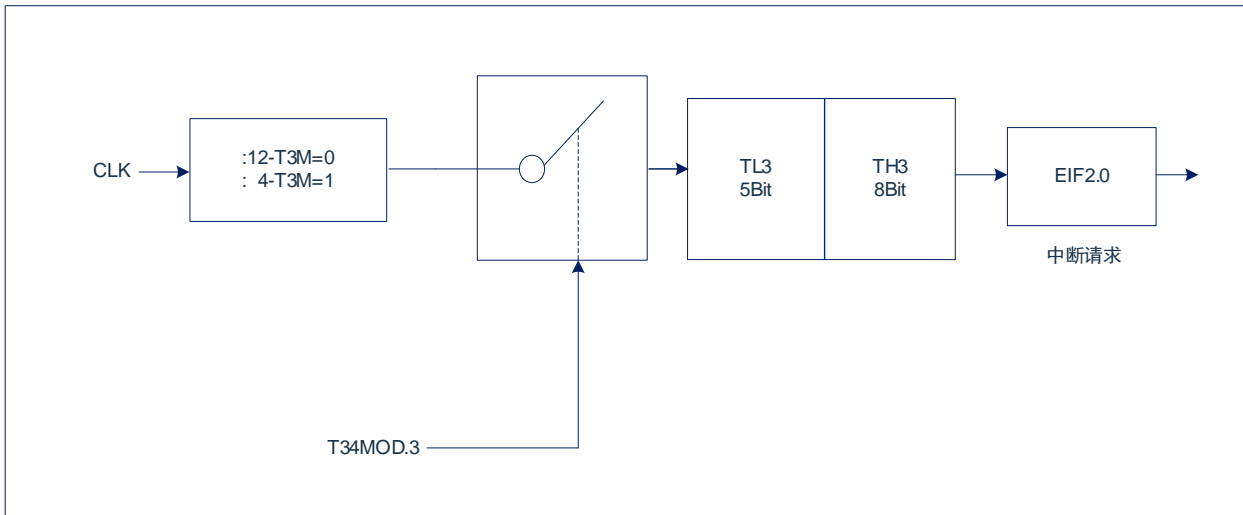 CLK
:12-T3M=0
: 4-T3M=1
TL3
5Bit
TH3
8Bit
EIF2.0
中断请求
T34MOD.3